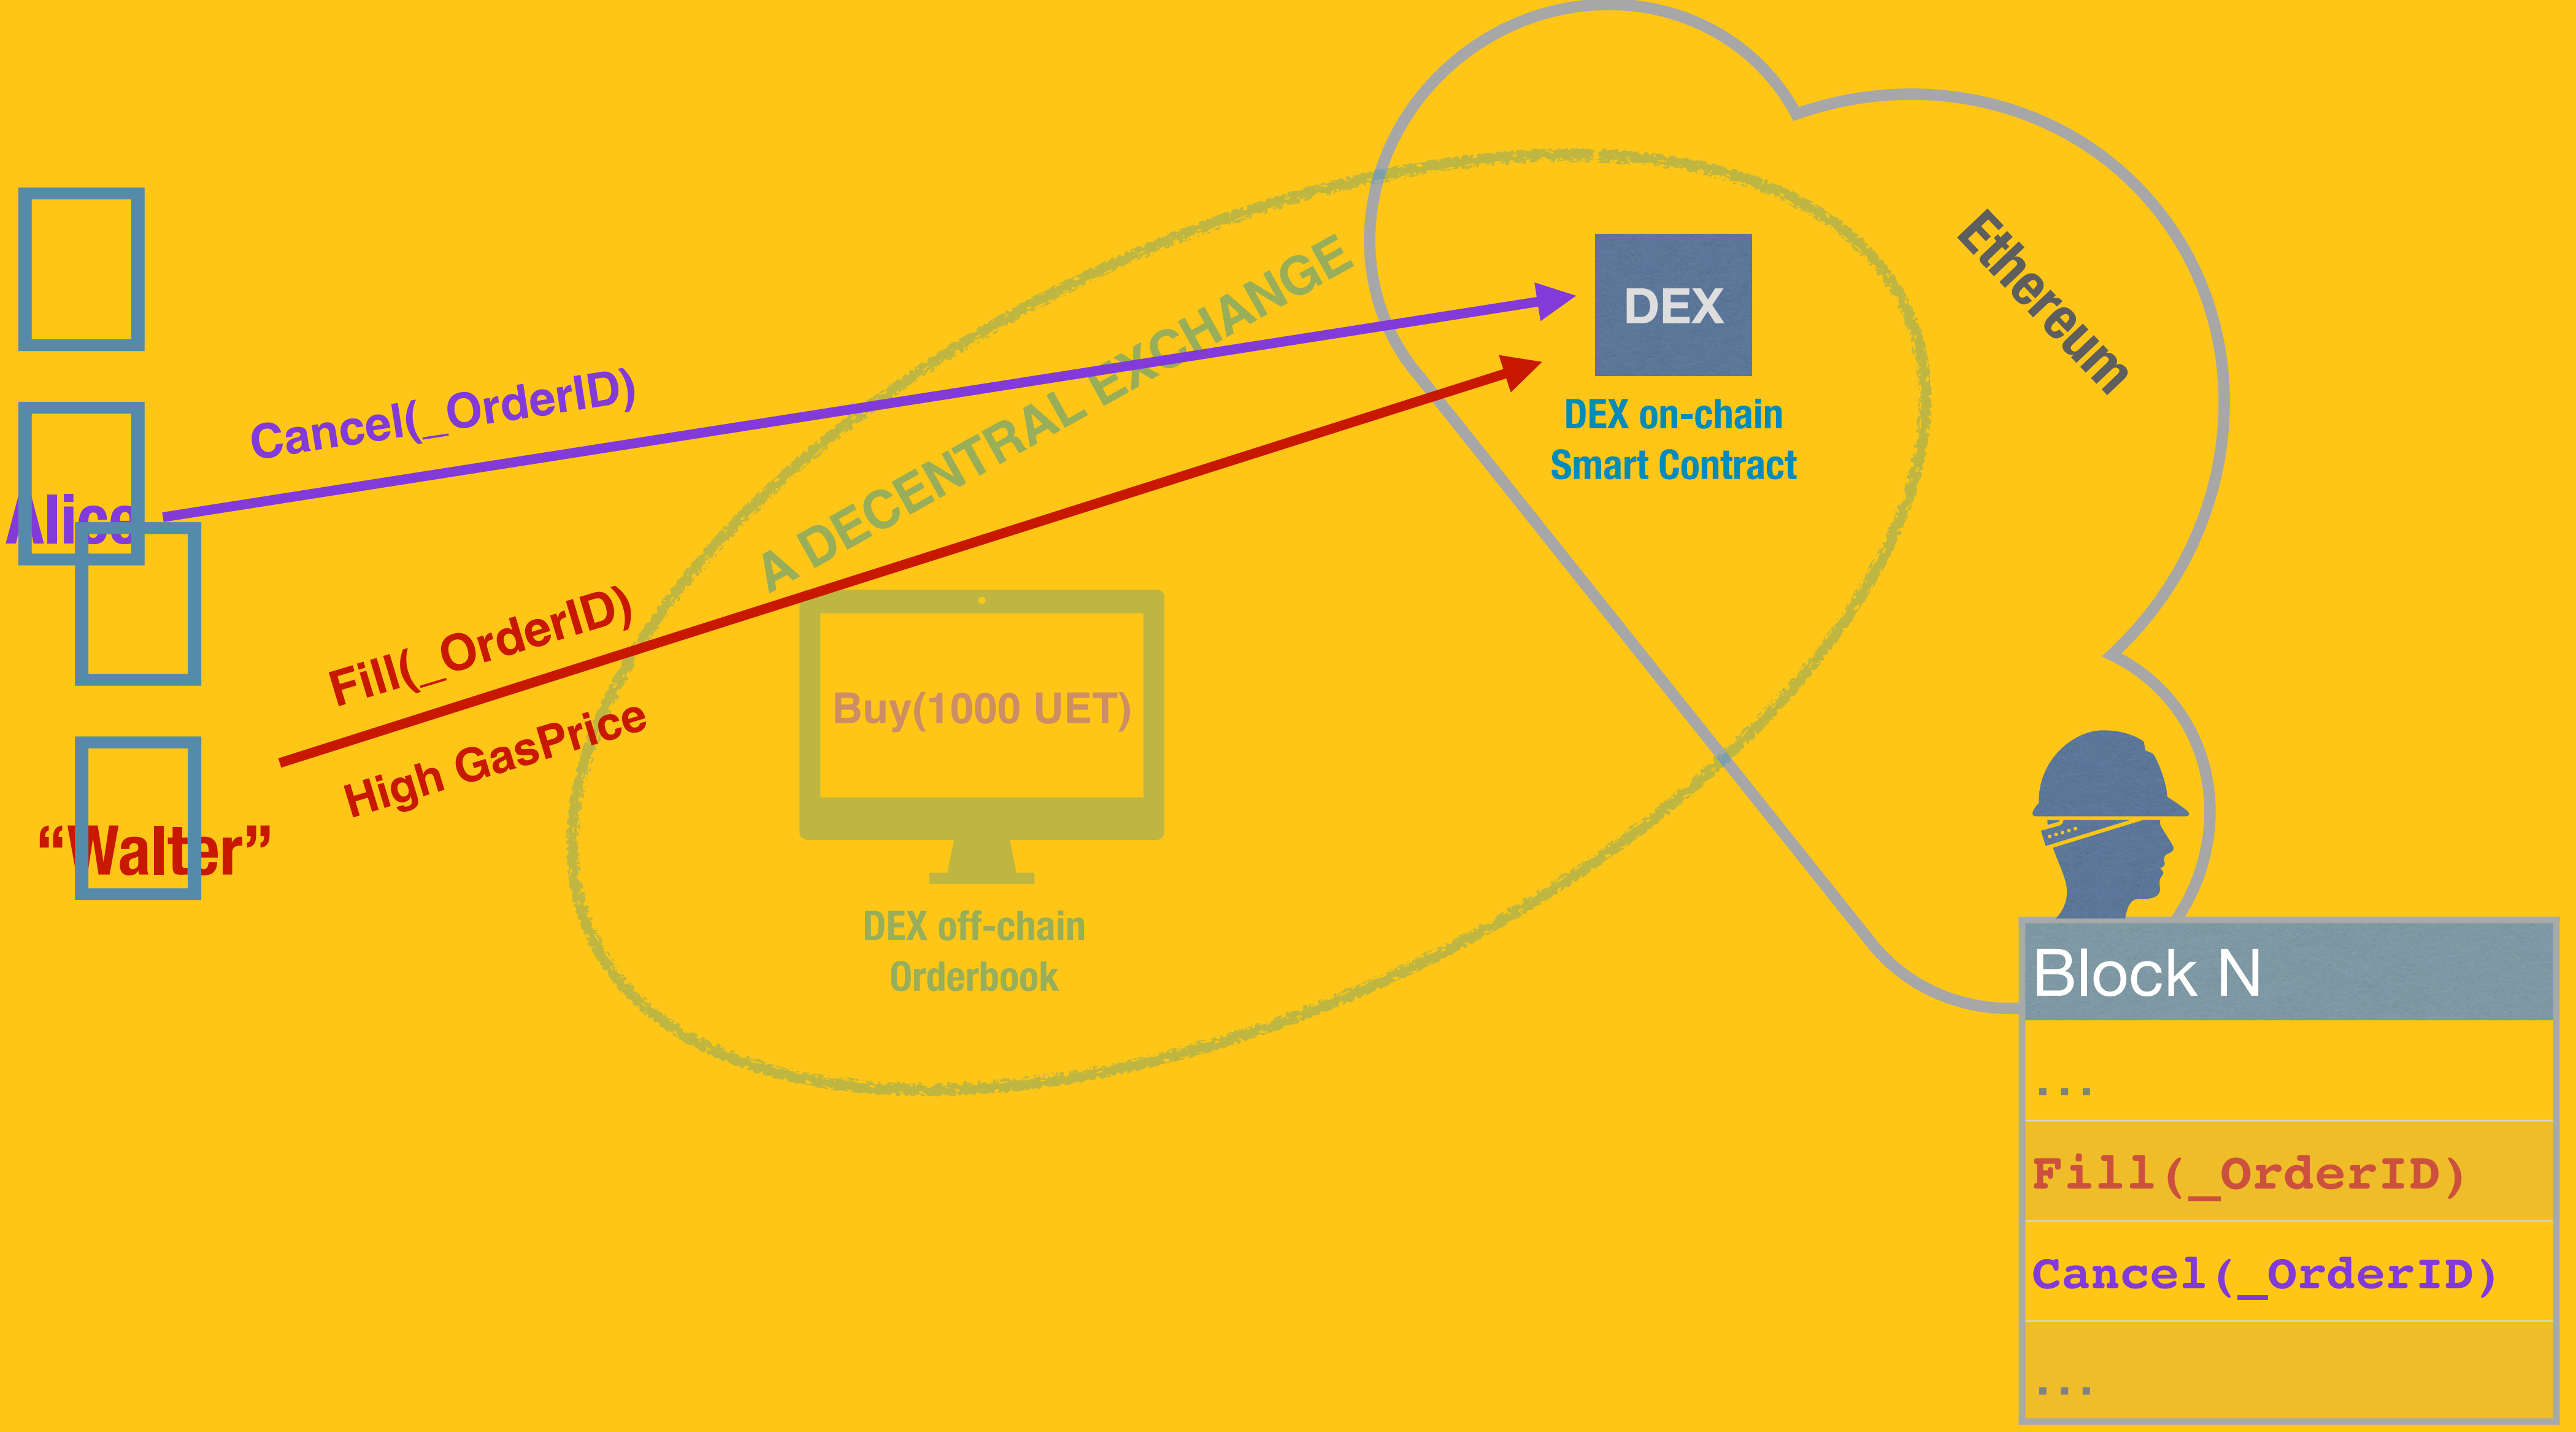 Ethereum
A DECENTRAL EXCHANGE
DEX
DEX on-chain
Smart Contract
Cancel(_OrderID)
Alice
Fill(_OrderID)
High GasPrice
“Walter”
Buy(1000 UET)
DEX off-chain
Orderbook
Block N
...
Fill(_OrderID)
Cancel(_OrderID)
...